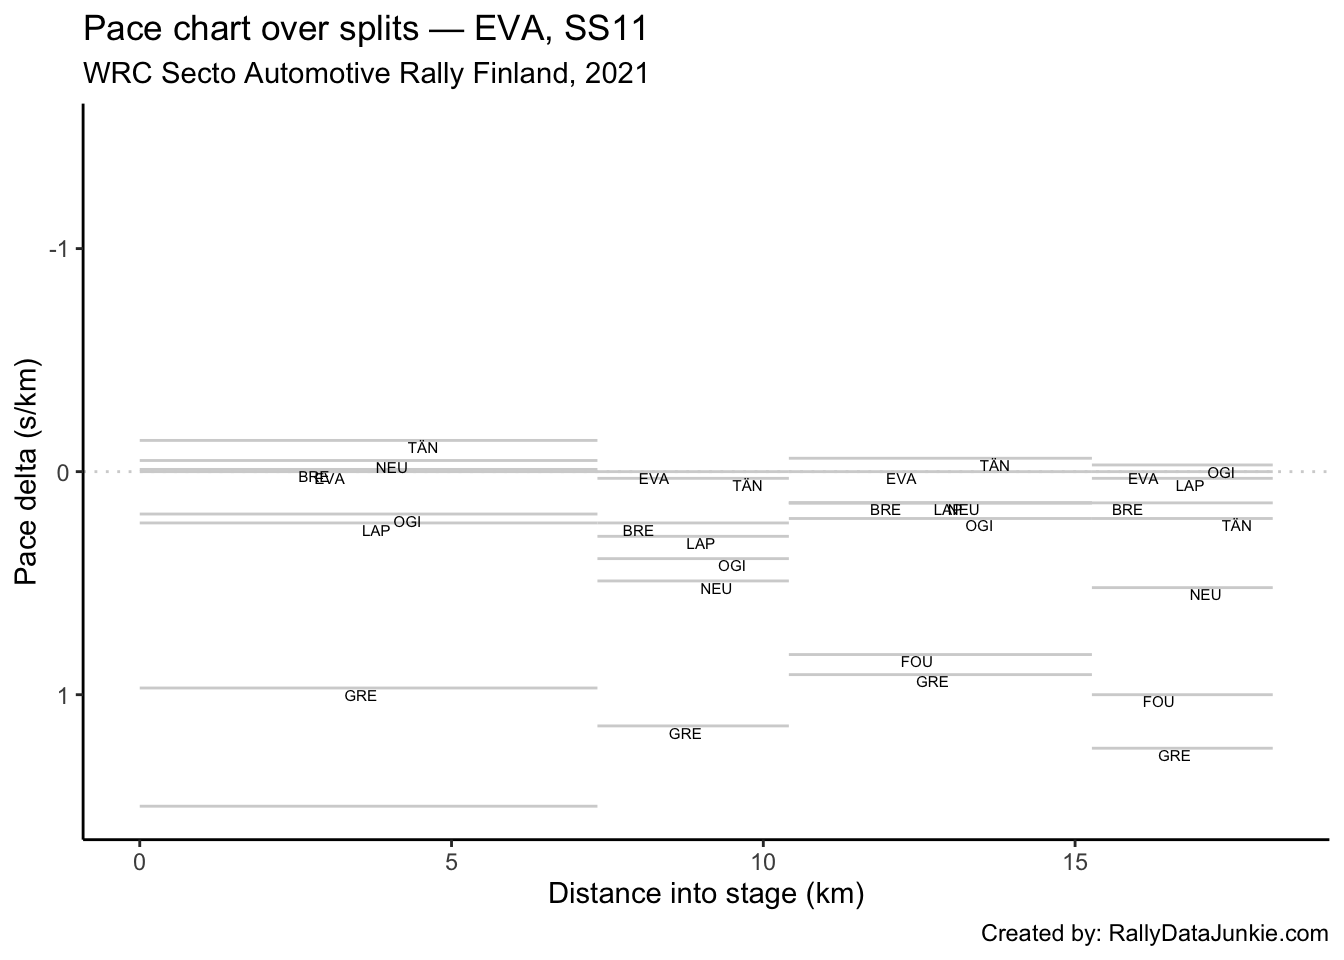 Pace chart over splits — EVA, SS11
WRC Secto Automotive Rally Finland, 2021
Pace delta (s/km)
-1
0
1
TÄN
NEU
BRE
EVA
OGI
LAP
GRE
EVA
TÄN
BRE
LAP
OGI
NEU
GRE
TÄN
EVA
BRE
LAP
NEU
OGI
FOU
GRE
OGI
EVA
LAP
BRE
TÄN
NEU
FOU
GRE
0
5
10
15
Distance into stage (km)
Created by: RallyDataJunkie.com